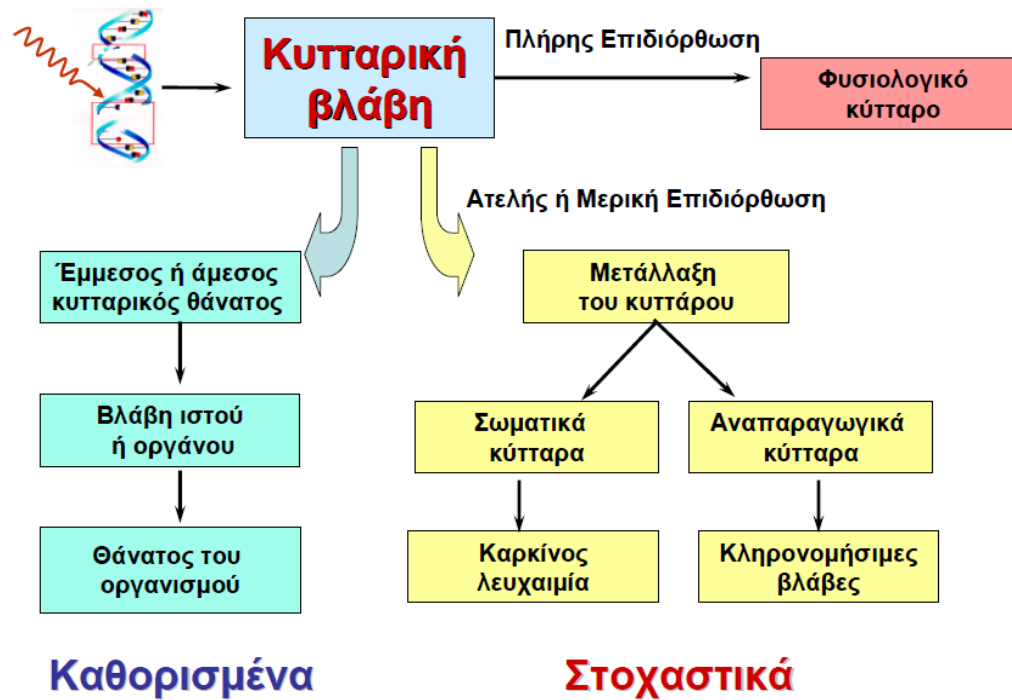 Κυτταρική
βλάβη
Πλήρης Επιδιόρθωση
Φυσιολογικό
κύτταρο
Ατελής ή Μερική Επιδιόρθωση
Έμμεσος ή άμεσος
κυτταρικός θάνατος
Βλάβη ιστού
ή οργάνου
Θάνατος του
οργανισμού
Μετάλλαξη
του κυττάρου
Σωματικά
κύτταρα
Αναπαραγωγικά
κύτταρα
Καρκίνος
λευχαιμία
Κληρονομήσιμες
βλάβες
Καθορισμένα
Στοχαστικά